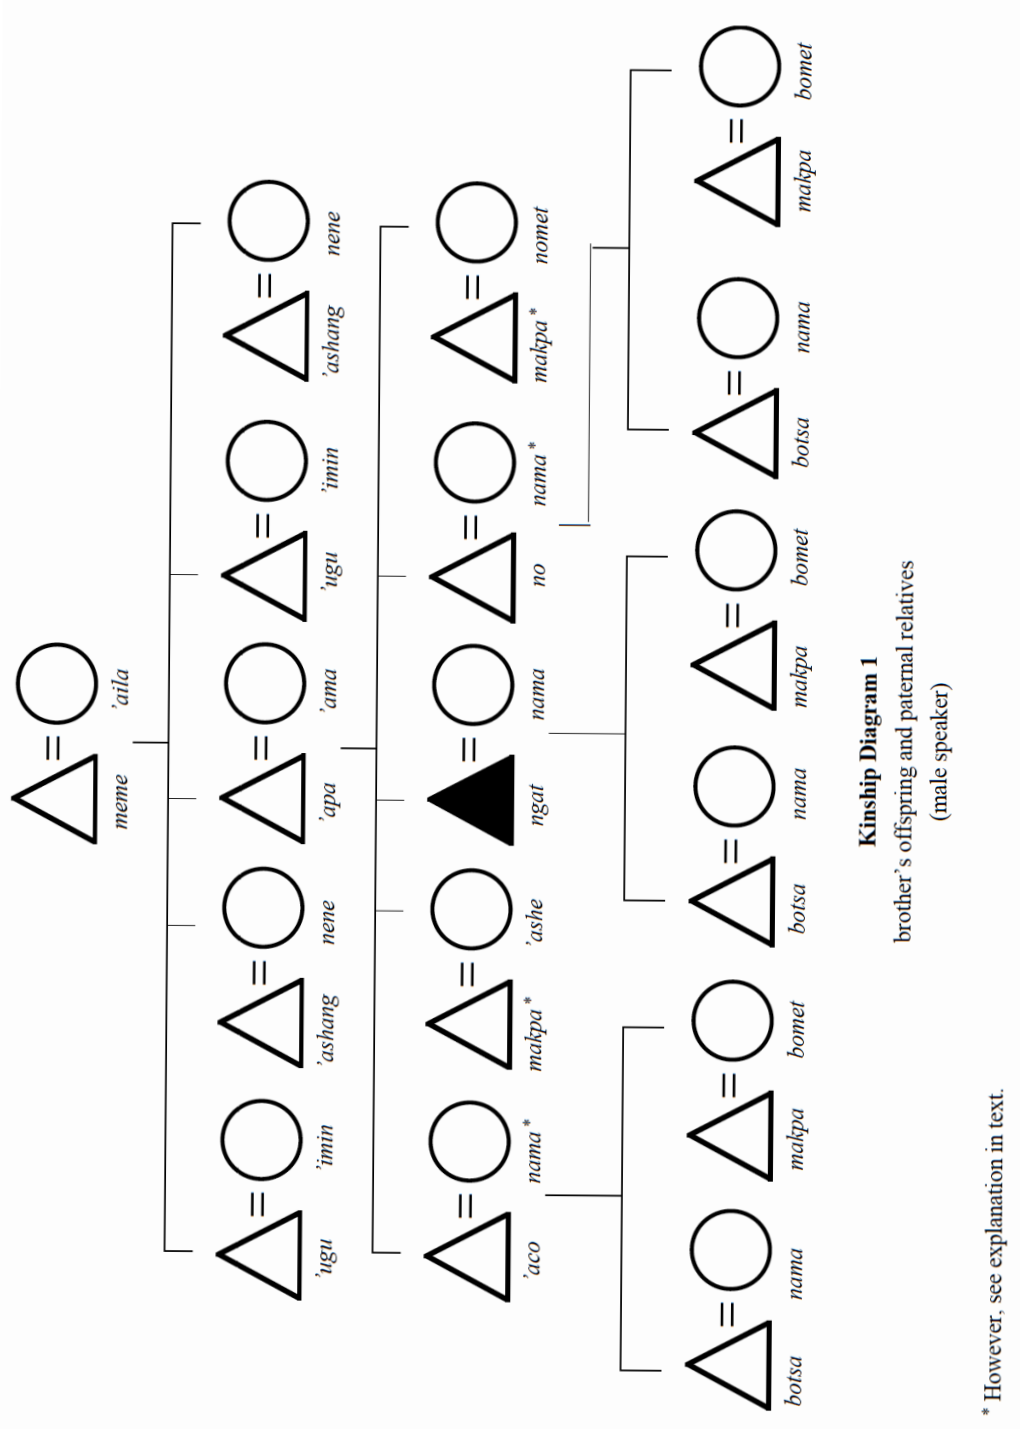 meme 'aila
'ugu 'imin 'ashang nene 'apa 'ama 'ugu 'imin 'ashang nene
'aco nama* makpa* 'ashe ngat nama no nama* makpa* nomet
botsa nama makpa bomet botsa nama makpa bomet botsa nama makpa bomet
Kinship Diagram 1
brother's offspring and paternal relatives
(male speaker)
* However, see explanation in text.